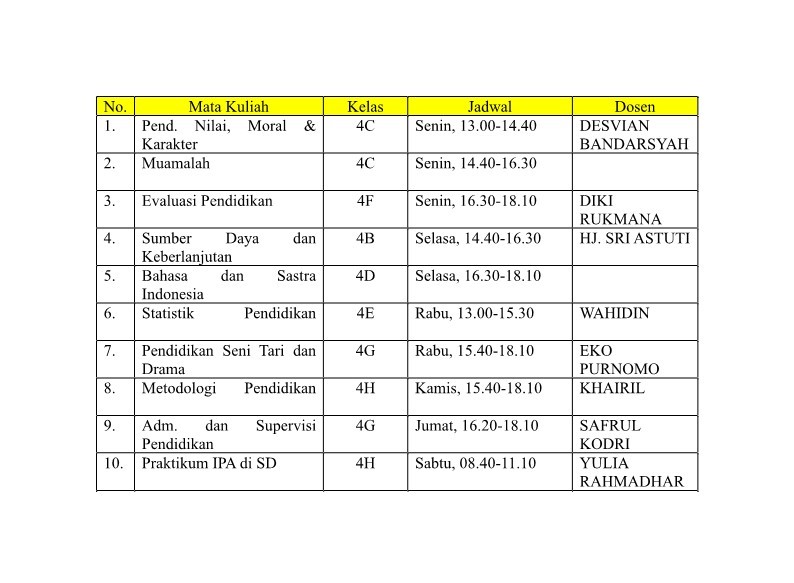 No. Mata Kuliah Kelas Jadwal Dosen
1. Pend. Nilai, Moral & 4C Senin, 13.00-14.40 DESVIAN
Karakter BANDARSYAH
2. Muamalah 4C Senin, 14.40-16.30
3. Evaluasi Pendidikan 4F Senin, 16.30-18.10 DIKI
RUKMANA
4. Sumber Daya dan 4B Selasa, 14.40-16.30 HJ. SRI ASTUTI
Keberlanjutan
5. Bahasa dan Sastra 4D Selasa, 16.30-18.10
Indonesia
6. Statistik Pendidikan 4E Rabu, 13.00-15.30 WAHIDIN
7. Pendidikan Seni Tari dan 4G Rabu, 15.40-18.10 EKO
Drama PURNOMO
8. Metodologi Pendidikan 4H Kamis, 15.40-18.10 KHAIRIL
9. Adm. dan Supervisi 4G Jumat, 16.20-18.10 SAFRUL
Pendidikan KODRI
10. Praktikum IPA di SD 4H Sabtu, 08.40-11.10 YULIA
RAHMADHAR